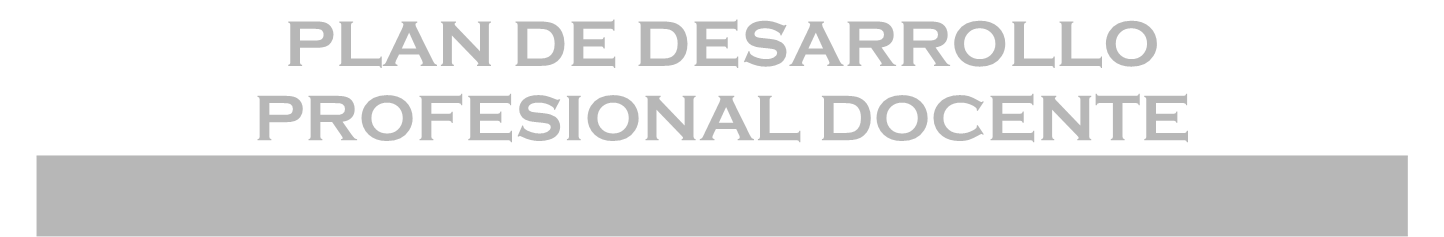 PLAN DE DESARROLLO
PROFESIONAL DOCENTE